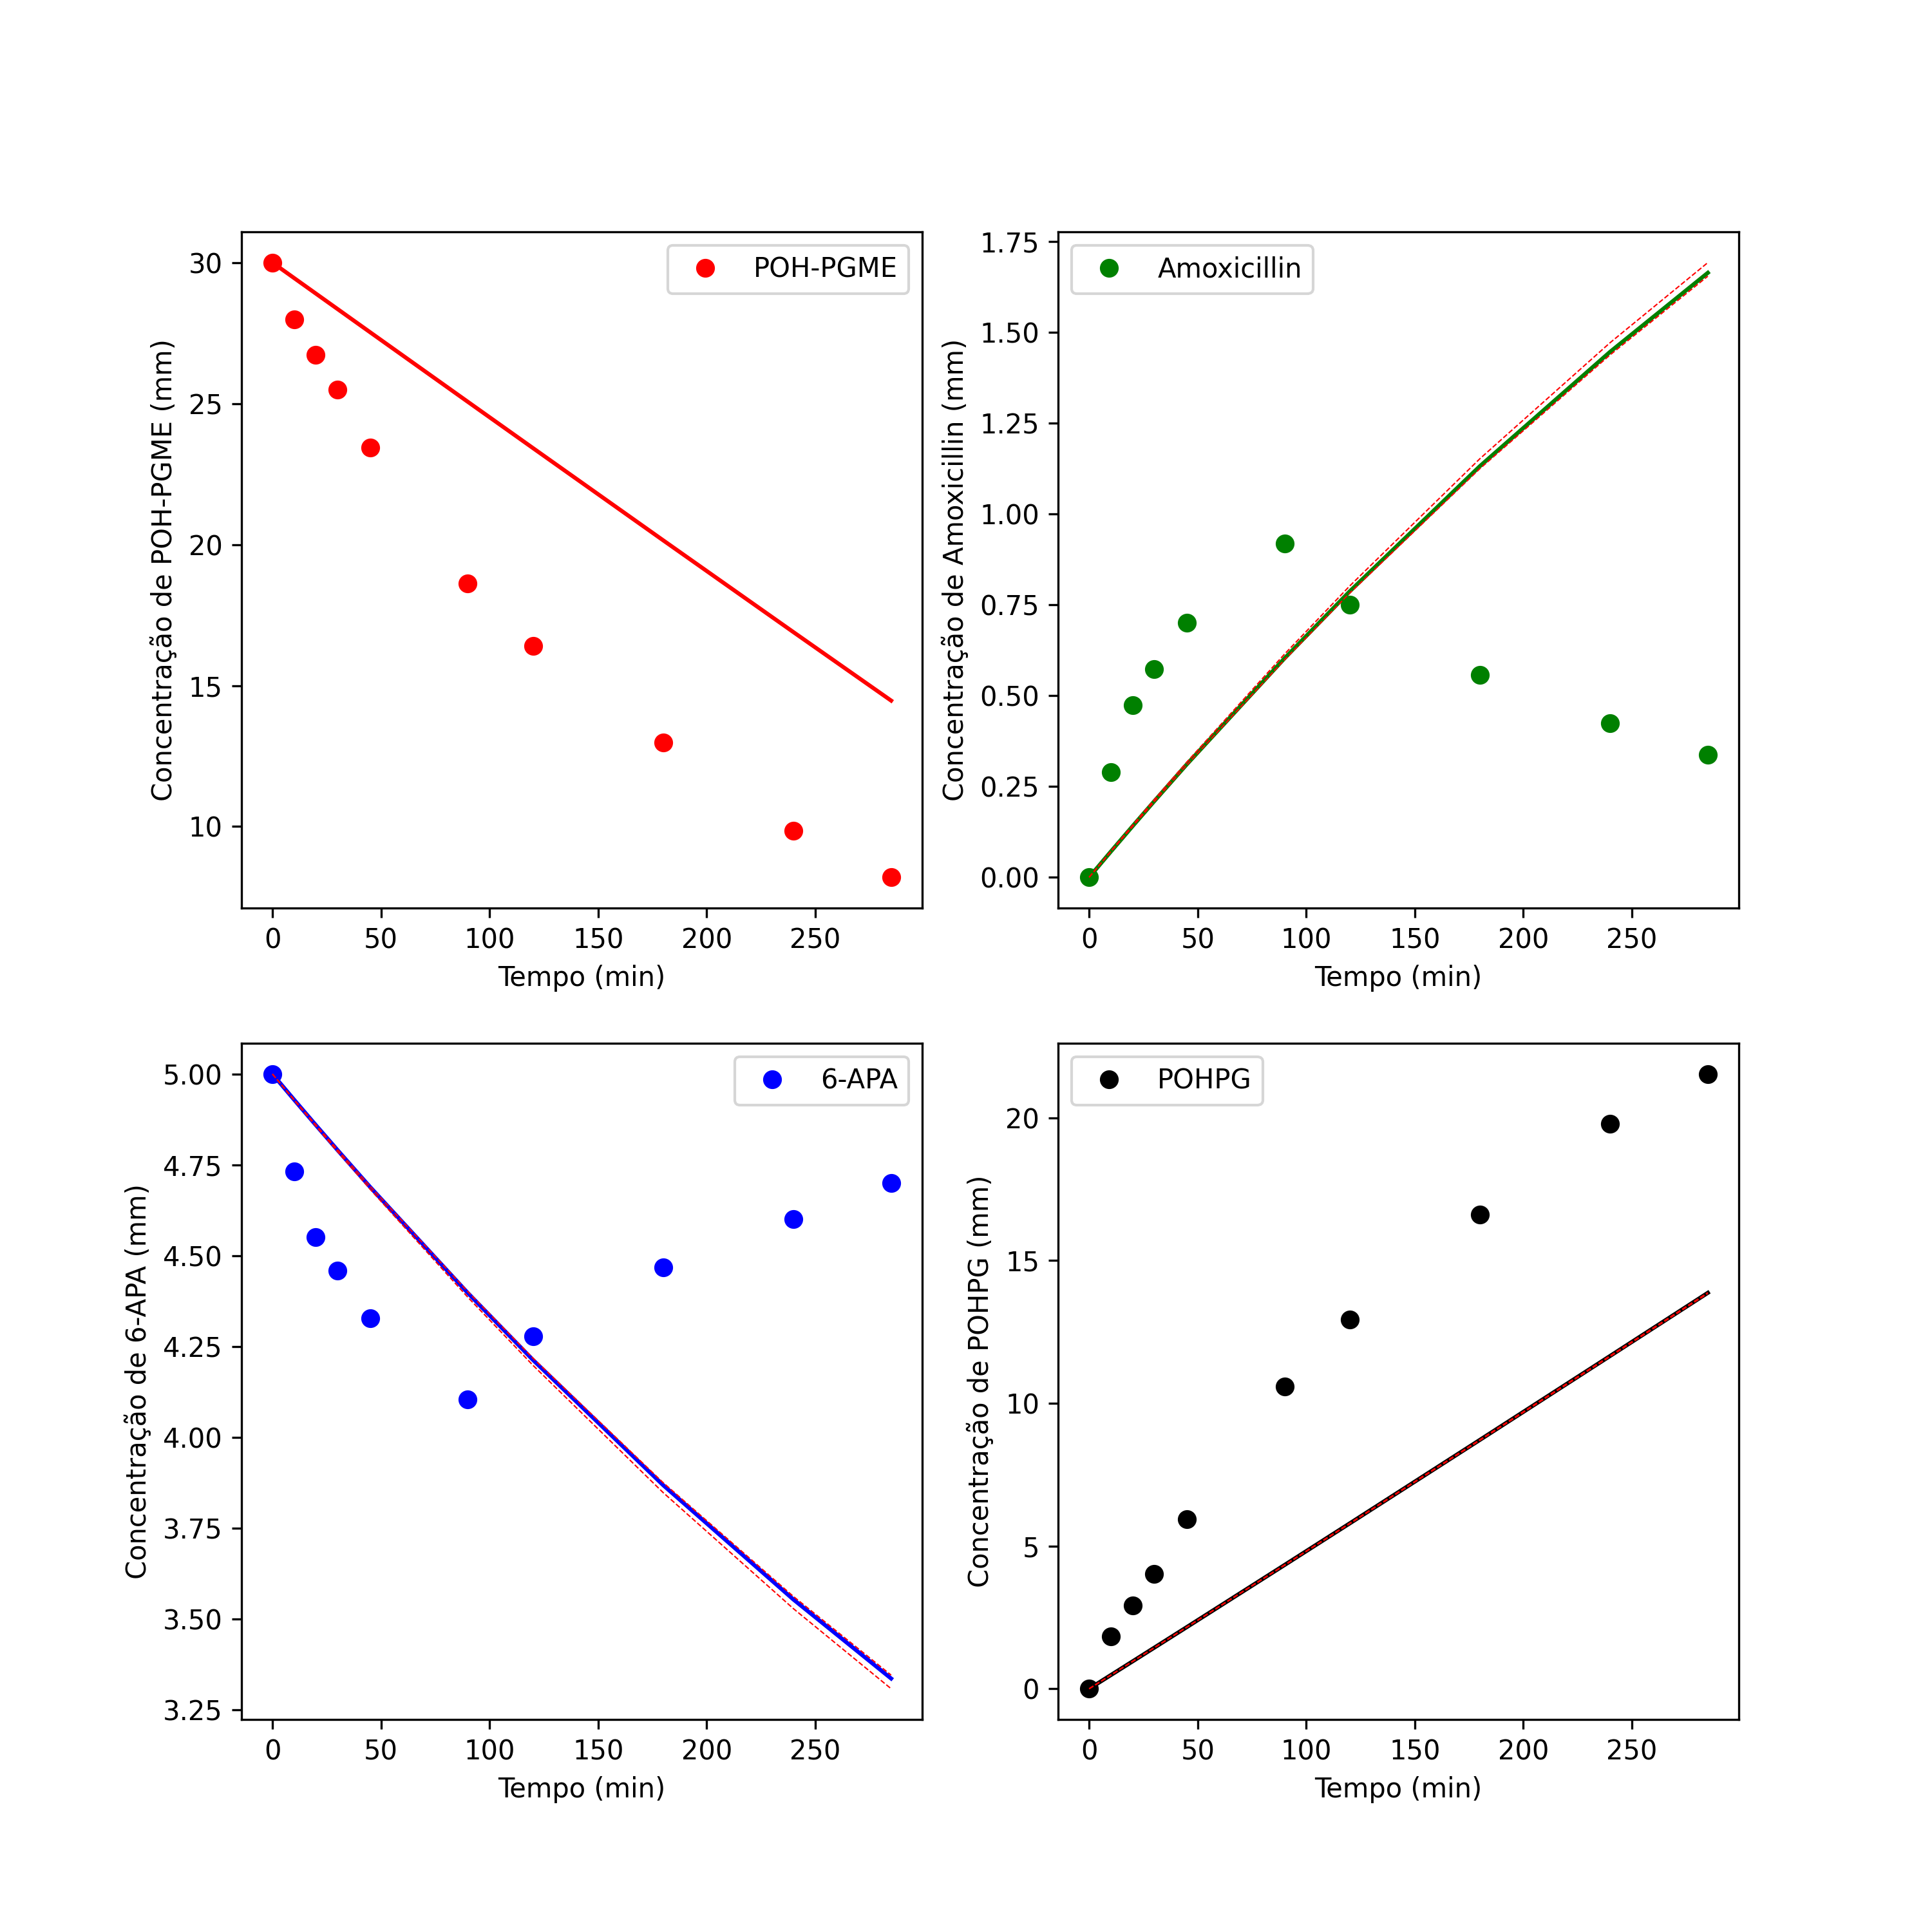 POH-PGME
Concentração de POH-PGME (mm)
30
25
20
15
10
0 50 100 150 200 250
Tempo (min)
Amoxicillin
Concentração de Amoxicillin (mm)
1.75
1.50
1.25
1.00
0.75
0.50
0.25
0.00
0 50 100 150 200 250
Tempo (min)
6-APA
Concentração de 6-APA (mm)
5.00
4.75
4.50
4.25
4.00
3.75
3.50
3.25
0 50 100 150 200 250
Tempo (min)
POHPG
Concentração de POHPG (mm)
20
15
10
5
0
0 50 100 150 200 250
Tempo (min)